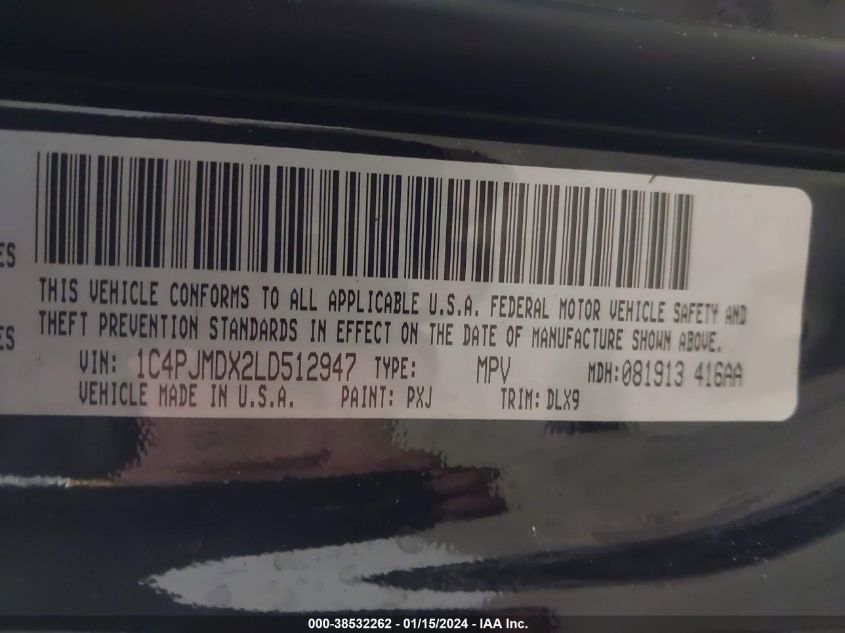 THIS VEHICLE CONFORMS TO ALL APPLICABLE U.S.A. FEDERAL MOTOR VEHICLE SAFETY AND
ES
THEFT PREVENTION STANDARDS IN EFFECT ON THE DATE OF MANUFACTURE SHOWN ABOVE.
ES
VIN: 1C4PJMDX2LD512947 TYPE: MPV MDH:081913 416AA
VEHICLE MADE IN U.S.A. PAINT: PXJ TRIM: DLX9
000-38532262 - 01/15/2024 - IAA Inc.